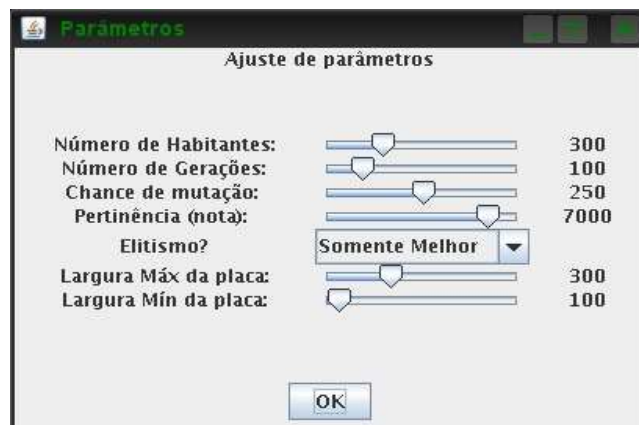 Parâmetros
Ajuste de parâmetros
Número de Habitantes: 300
Número de Gerações: 100
Chance de mutação: 250
Pertinência (nota): 7000
Elitismo? Somente Melhor
Largura Máx da placa: 300
Largura Mín da placa: 100
OK